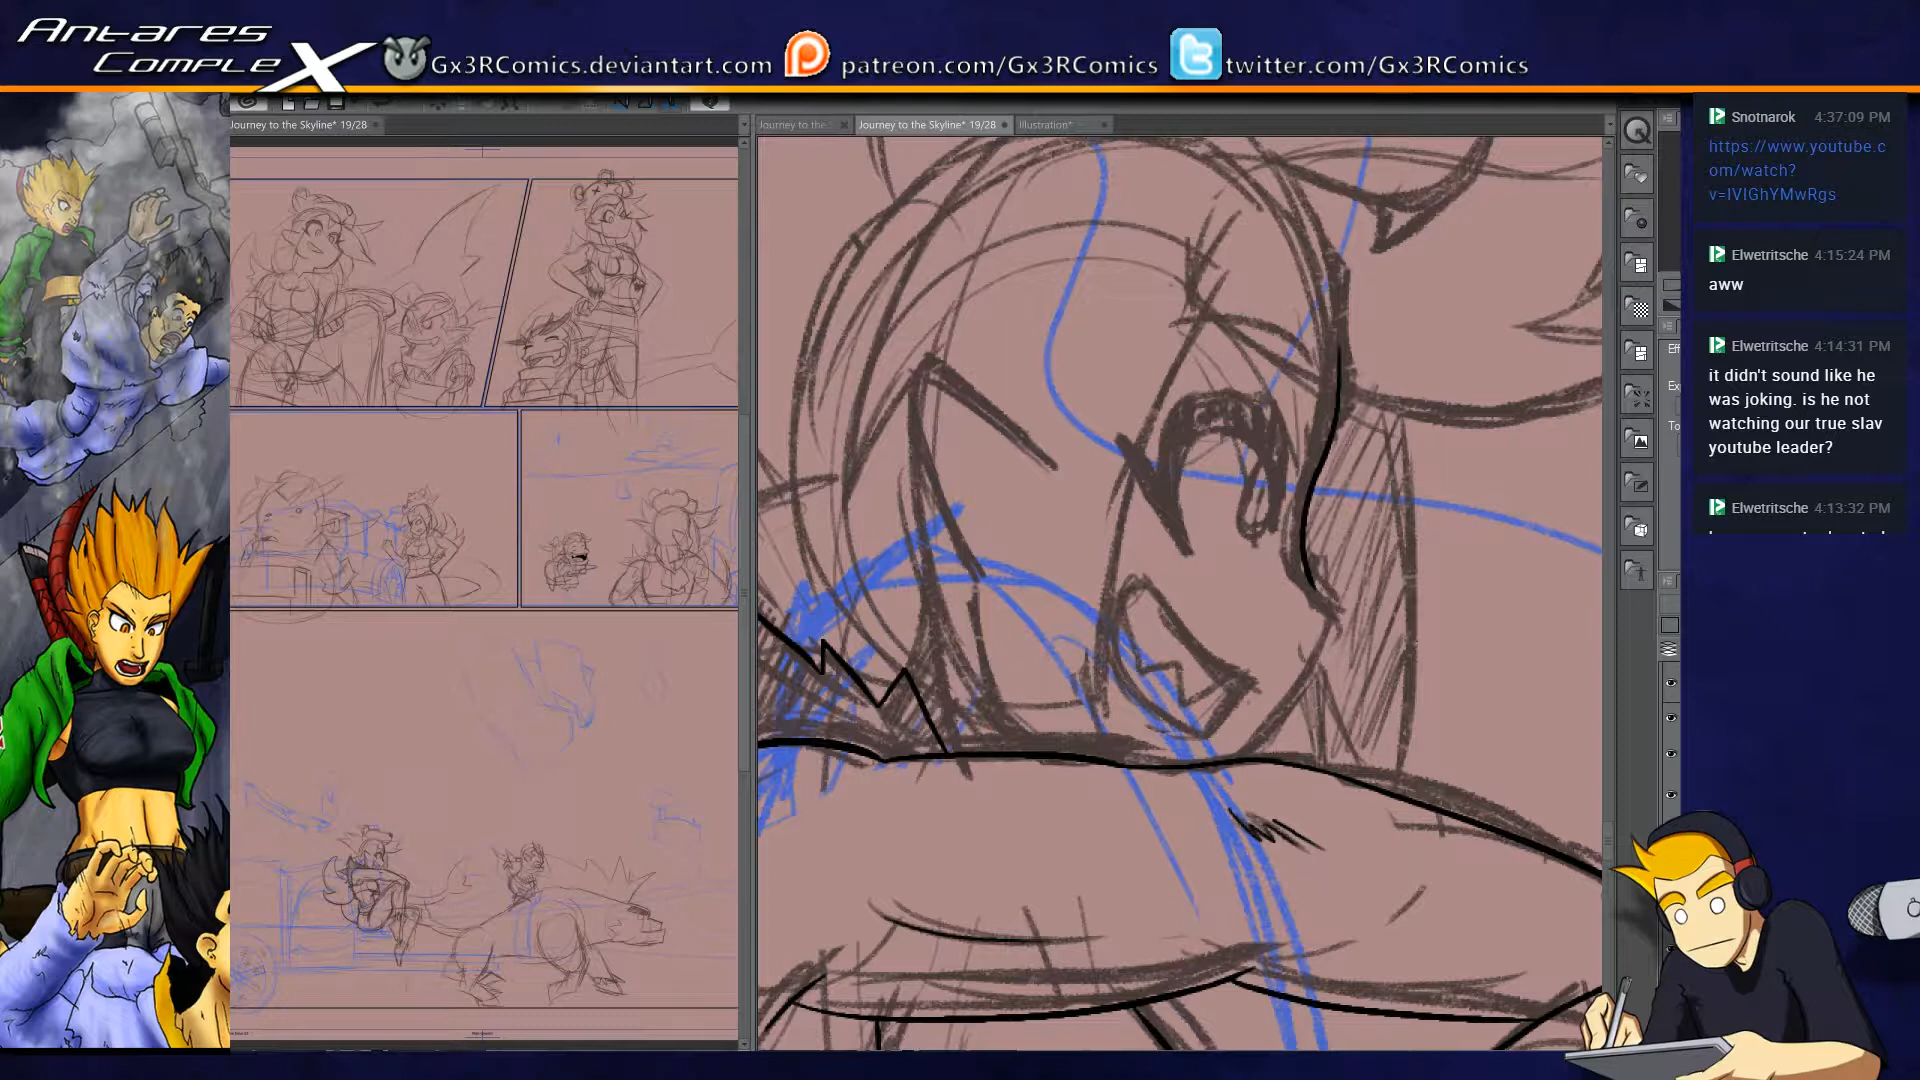 Antares
Complex
Gx3RComics.deviantart.com
patreon.com/Gx3RComics
twitter.com/Gx3RComics
Journey to the Skyline* 19/28
Journey to the
Journey to the Skyline* 19/28
Illustration*
Snotnarok 4:37:09 PM
https://www.youtube.c
om/watch?
v=IVIGhYMwRgs
Elwetritsche 4:15:24 PM
aww
Elwetritsche 4:14:31 PM
it didn't sound like he
was joking. is he not
watching our true slav
youtube leader?
Elwetritsche 4:13:32 PM